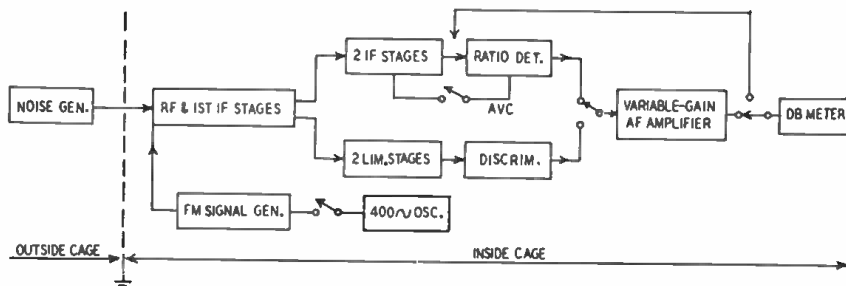 2 IF STAGES
RATIO DET.
NOISE GEN.
RF & IST IF STAGES
AVC
VARIABLE-GAIN
AF AMPLIFIER
DB METER
2 LIM. STAGES
DISCRIM.
FM SIGNAL GEN.
400∿OSC.
OUTSIDE CAGE
INSIDE CAGE